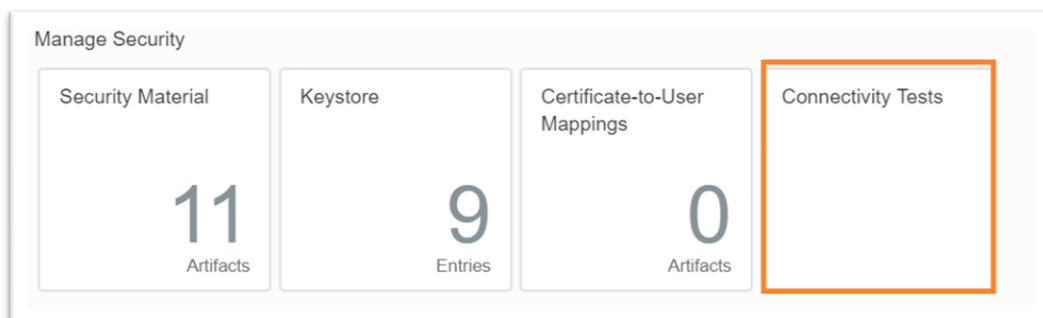 Manage Security
Security Material
11
Artifacts
Keystore
9
Entries
Certificate-to-User
Mappings
0
Artifacts
Connectivity Tests